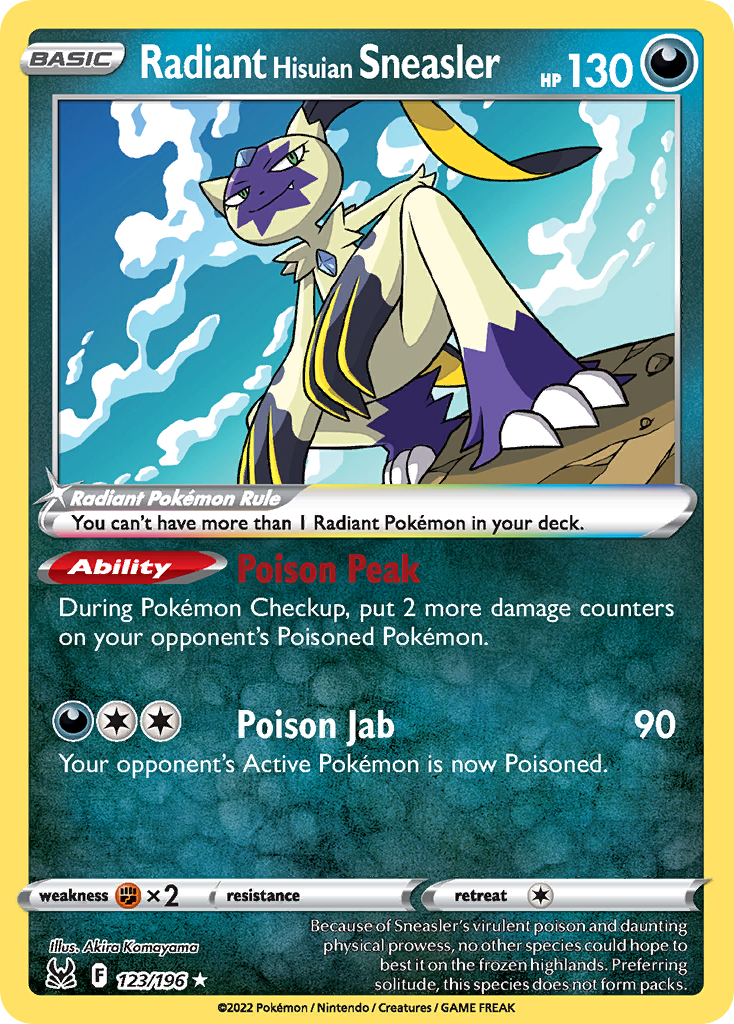 BASIC Radiant Hisuian Sneasler HP 130
Radiant Pokémon Rule
You can't have more than 1 Radiant Pokémon in your deck.
Ability Poison Peak
During Pokémon Checkup, put 2 more damage counters
on your opponent's Poisoned Pokémon.
Poison Jab 90
Your opponent's Active Pokémon is now Poisoned.
weakness ×2 resistance retreat
Illus. Akira Komayama
F 123/196 ★
Because of Sneasler's virulent poison and daunting
physical prowess, no other species could hope to
best it on the frozen highlands. Preferring
solitude, this species does not form packs.
©2022 Pokémon / Nintendo / Creatures / GAME FREAK